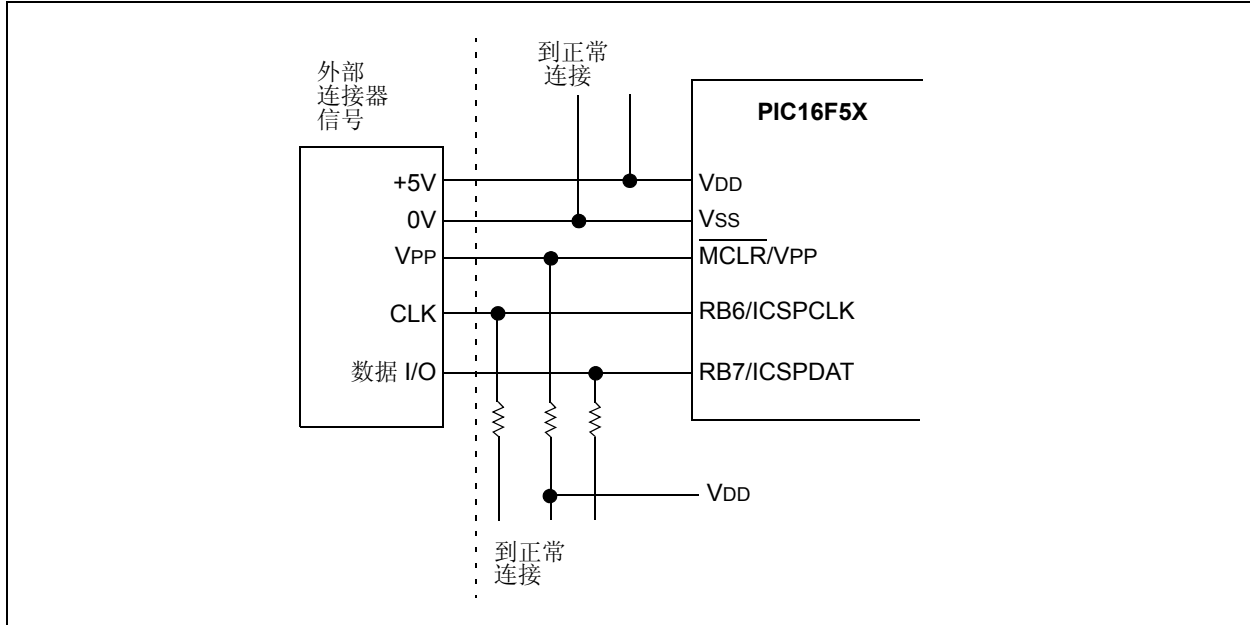 到正常
连接
外部
连接器
信号
PIC16F5X
+5V
VDD
0V
VSS
VPP
MCLR/VPP
CLK
RB6/ICSPCLK
数据 I/O
RB7/ICSPDAT
VDD
到正常
连接